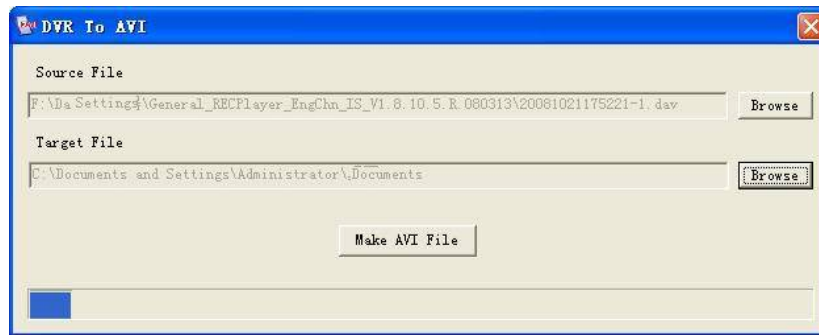 DVR To AVI
Source File
F:\Da Settings\General_RECPlayer_EngChn_IS_V1.8.10.5.R.080313\20081021175221-1.dav
Browse
Target File
C:\Documents and Settings\Administrator\.Documents
Browse
Make AVI File